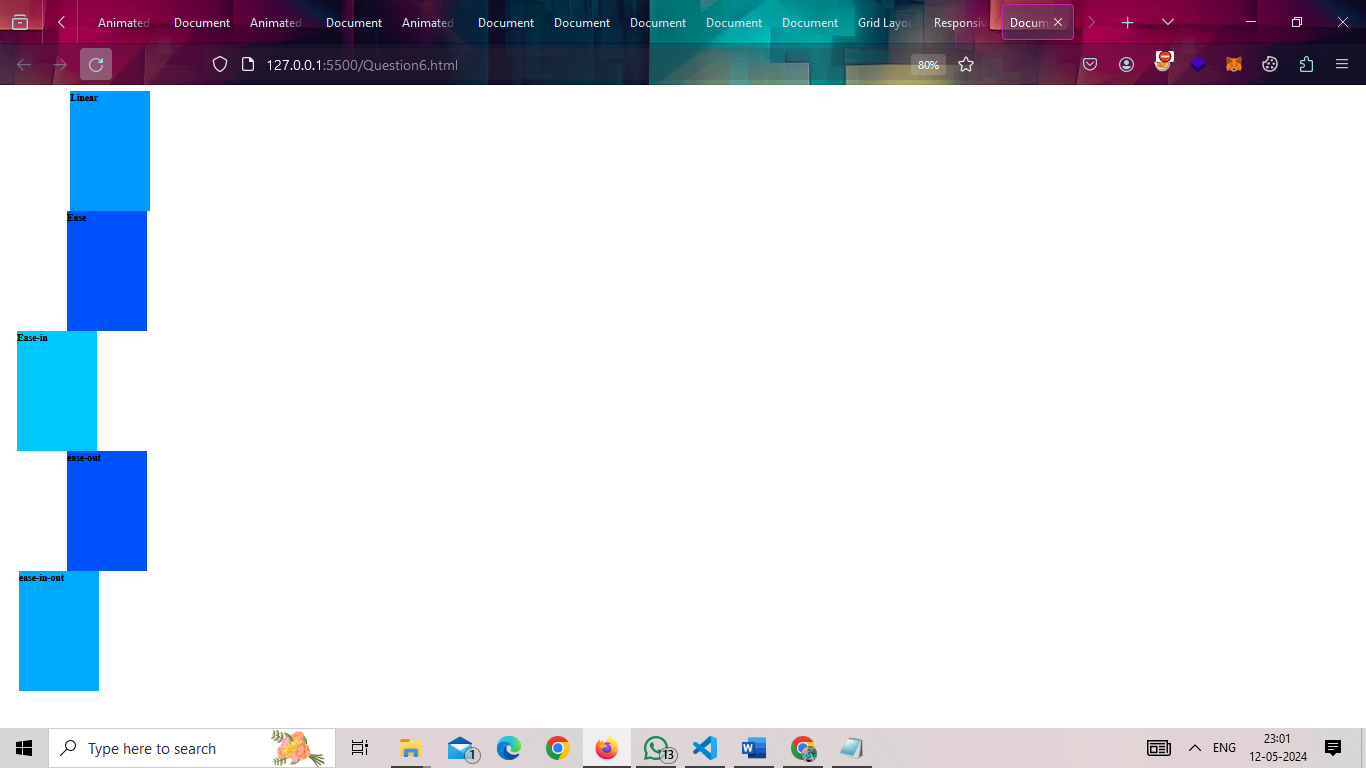 Animated
Document
Animated
Document
Animated
Document
Document
Document
Document
Document
Grid Layou
Responsiv
Docum
127.0.0.1:5500/Question6.html
80%
Linear
Ease
Ease-in
ease-out
ease-in-out
Type here to search
1
13
ENG
23:01
12-05-2024